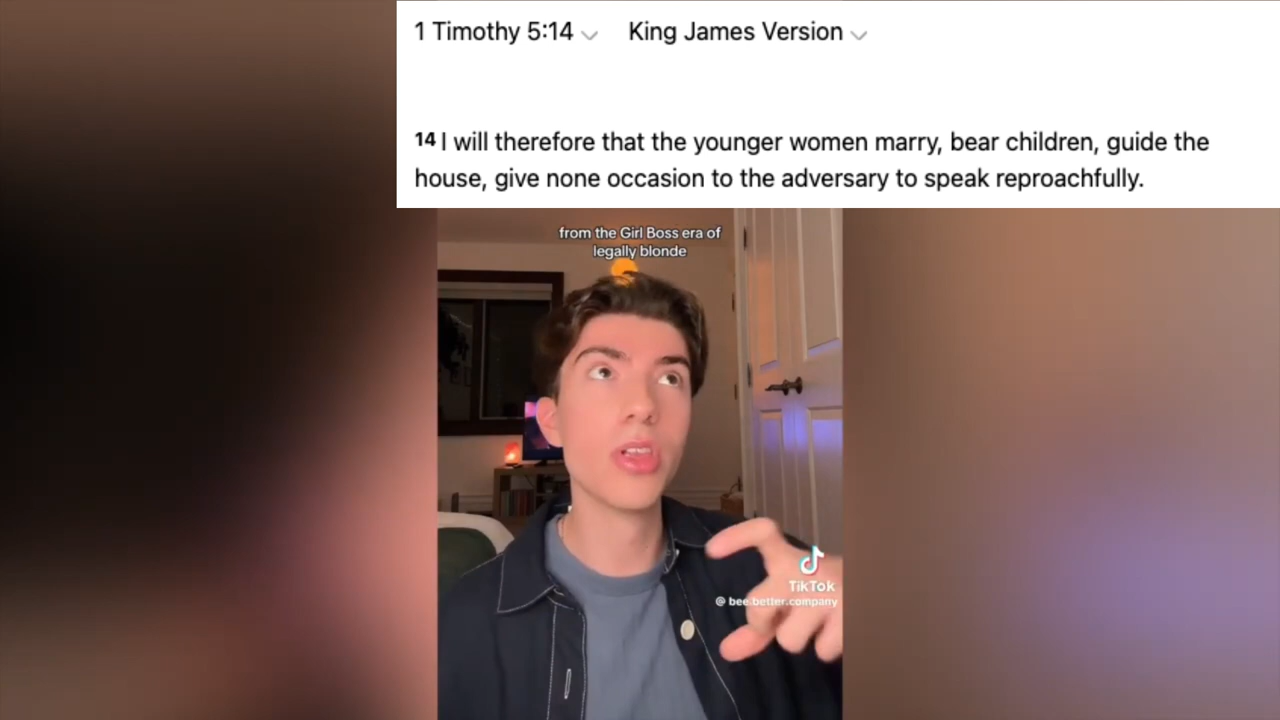 1 Timothy 5:14 King James Version
14 I will therefore that the younger women marry, bear children, guide the
house, give none occasion to the adversary to speak reproachfully.
from the Girl Boss era of
legally blonde
TikTok
@ bee.better.company